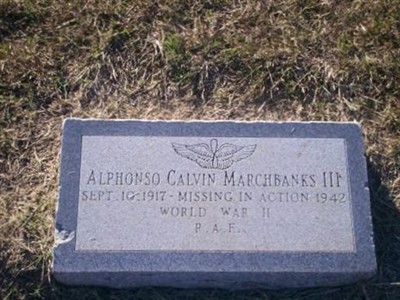 ALPHONSO CALVIN MARCHBANKS III
SEPT. 10-1917 - MISSING IN ACTION 1942
WORLD WAR II
R. A. F.